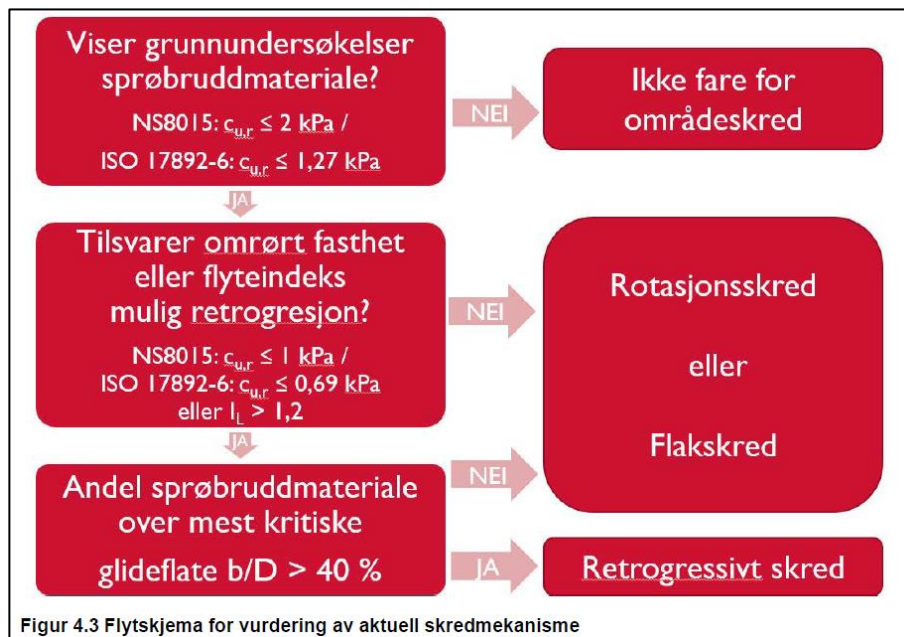 Viser grunnundersøkelser
sprøbruddmateriale?
NS8015: cu,r ≤ 2 kPa /
ISO 17892-6: cu,r ≤ 1,27 kPa
NEI
Ikke fare for
områdeskred
JA
Tilsvarer omrørt fasthet
eller flyteindeks
mulig retrogresjon?
NS8015: cu,r ≤ 1 kPa /
ISO 17892-6: cu,r ≤ 0,69 kPa
eller IL > 1,2
NEI
Rotasjonsskred
eller
Flakskred
JA
Andel sprøbruddmateriale
over mest kritiske
glideflate b/D > 40 %
NEI
JA
Retrogressivt skred
Figur 4.3 Flytskjema for vurdering av aktuell skredmekanisme